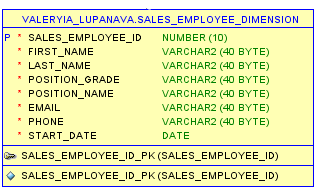 VALERYIA_LUPANAVA.SALES_EMPLOYEE_DIMENSION
P * SALES_EMPLOYEE_ID NUMBER (10)
* FIRST_NAME VARCHAR2 (40 BYTE)
* LAST_NAME VARCHAR2 (40 BYTE)
* POSITION_GRADE VARCHAR2 (40 BYTE)
* POSITION_NAME VARCHAR2 (40 BYTE)
* EMAIL VARCHAR2 (40 BYTE)
* PHONE VARCHAR2 (40 BYTE)
* START_DATE DATE
SALES_EMPLOYEE_ID_PK (SALES_EMPLOYEE_ID)
SALES_EMPLOYEE_ID_PK (SALES_EMPLOYEE_ID)